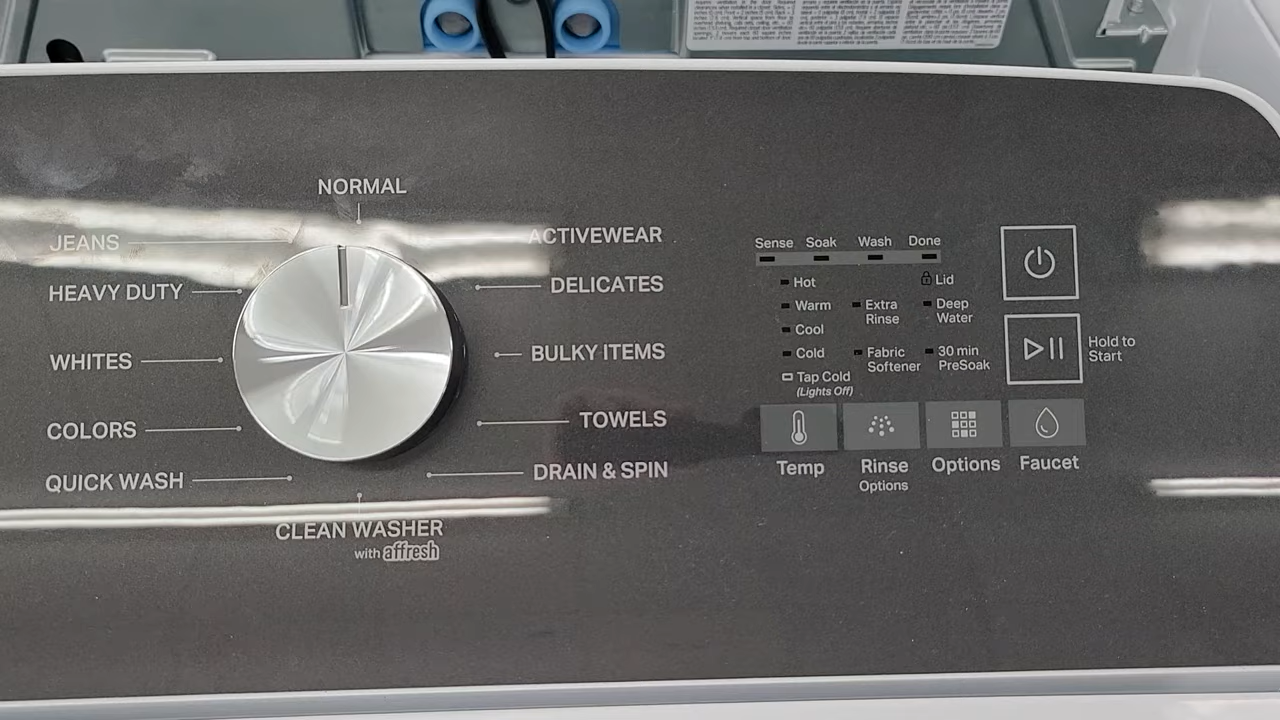 NORMAL
JEANS
HEAVY DUTY
WHITES
COLORS
QUICK WASH
CLEAN WASHER
with affresh
ACTIVEWEAR
DELICATES
BULKY ITEMS
TOWELS
DRAIN & SPIN
Sense Soak Wash Done
Hot
Warm
Cool
Cold
Tap Cold
(Lights Off)
Extra
Rinse
Fabric
Softener
Lid
Deep
Water
30 min
PreSoak
Hold to
Start
Temp
Rinse
Options
Options
Faucet